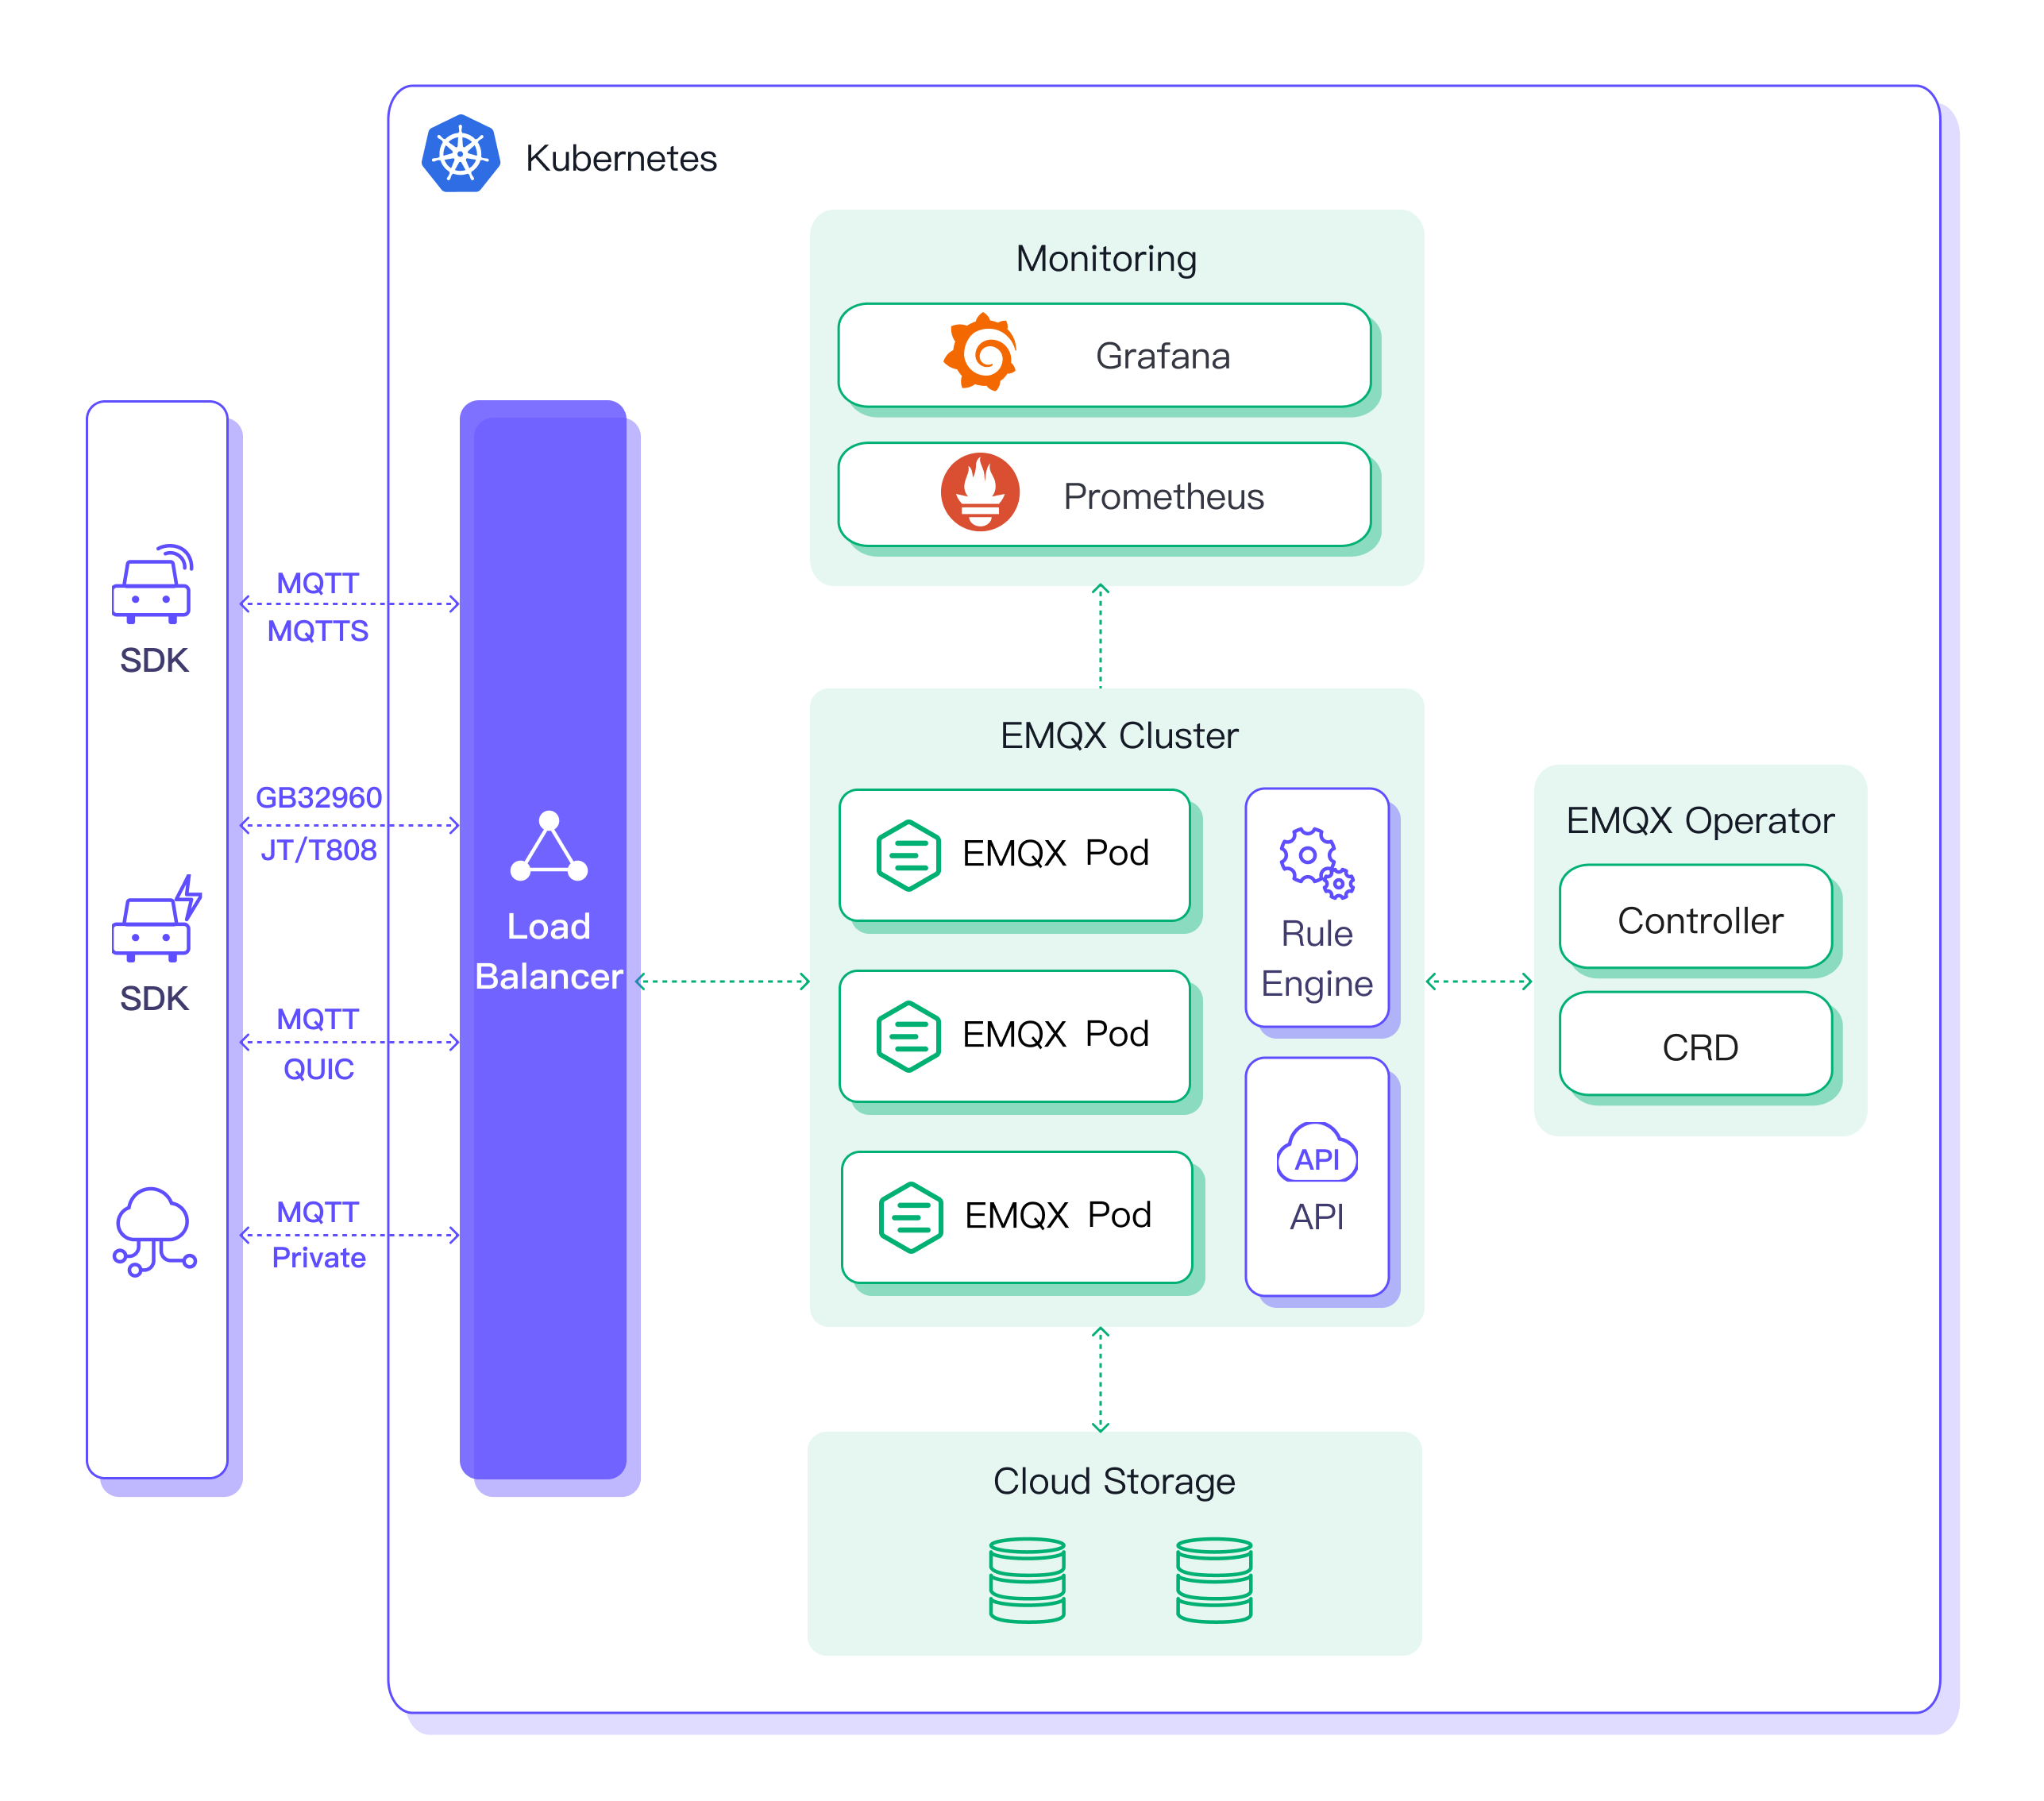 Kubernetes
Monitoring
Grafana
Prometheus
SDK
MQTT
MQTTS
GB32960
JT/T808
SDK
MQTT
QUIC
MQTT
Private
Load
Balancer
EMQX Cluster
EMQX Pod
EMQX Pod
EMQX Pod
Rule
Engine
API
API
EMQX Operator
Controller
CRD
Cloud Storage